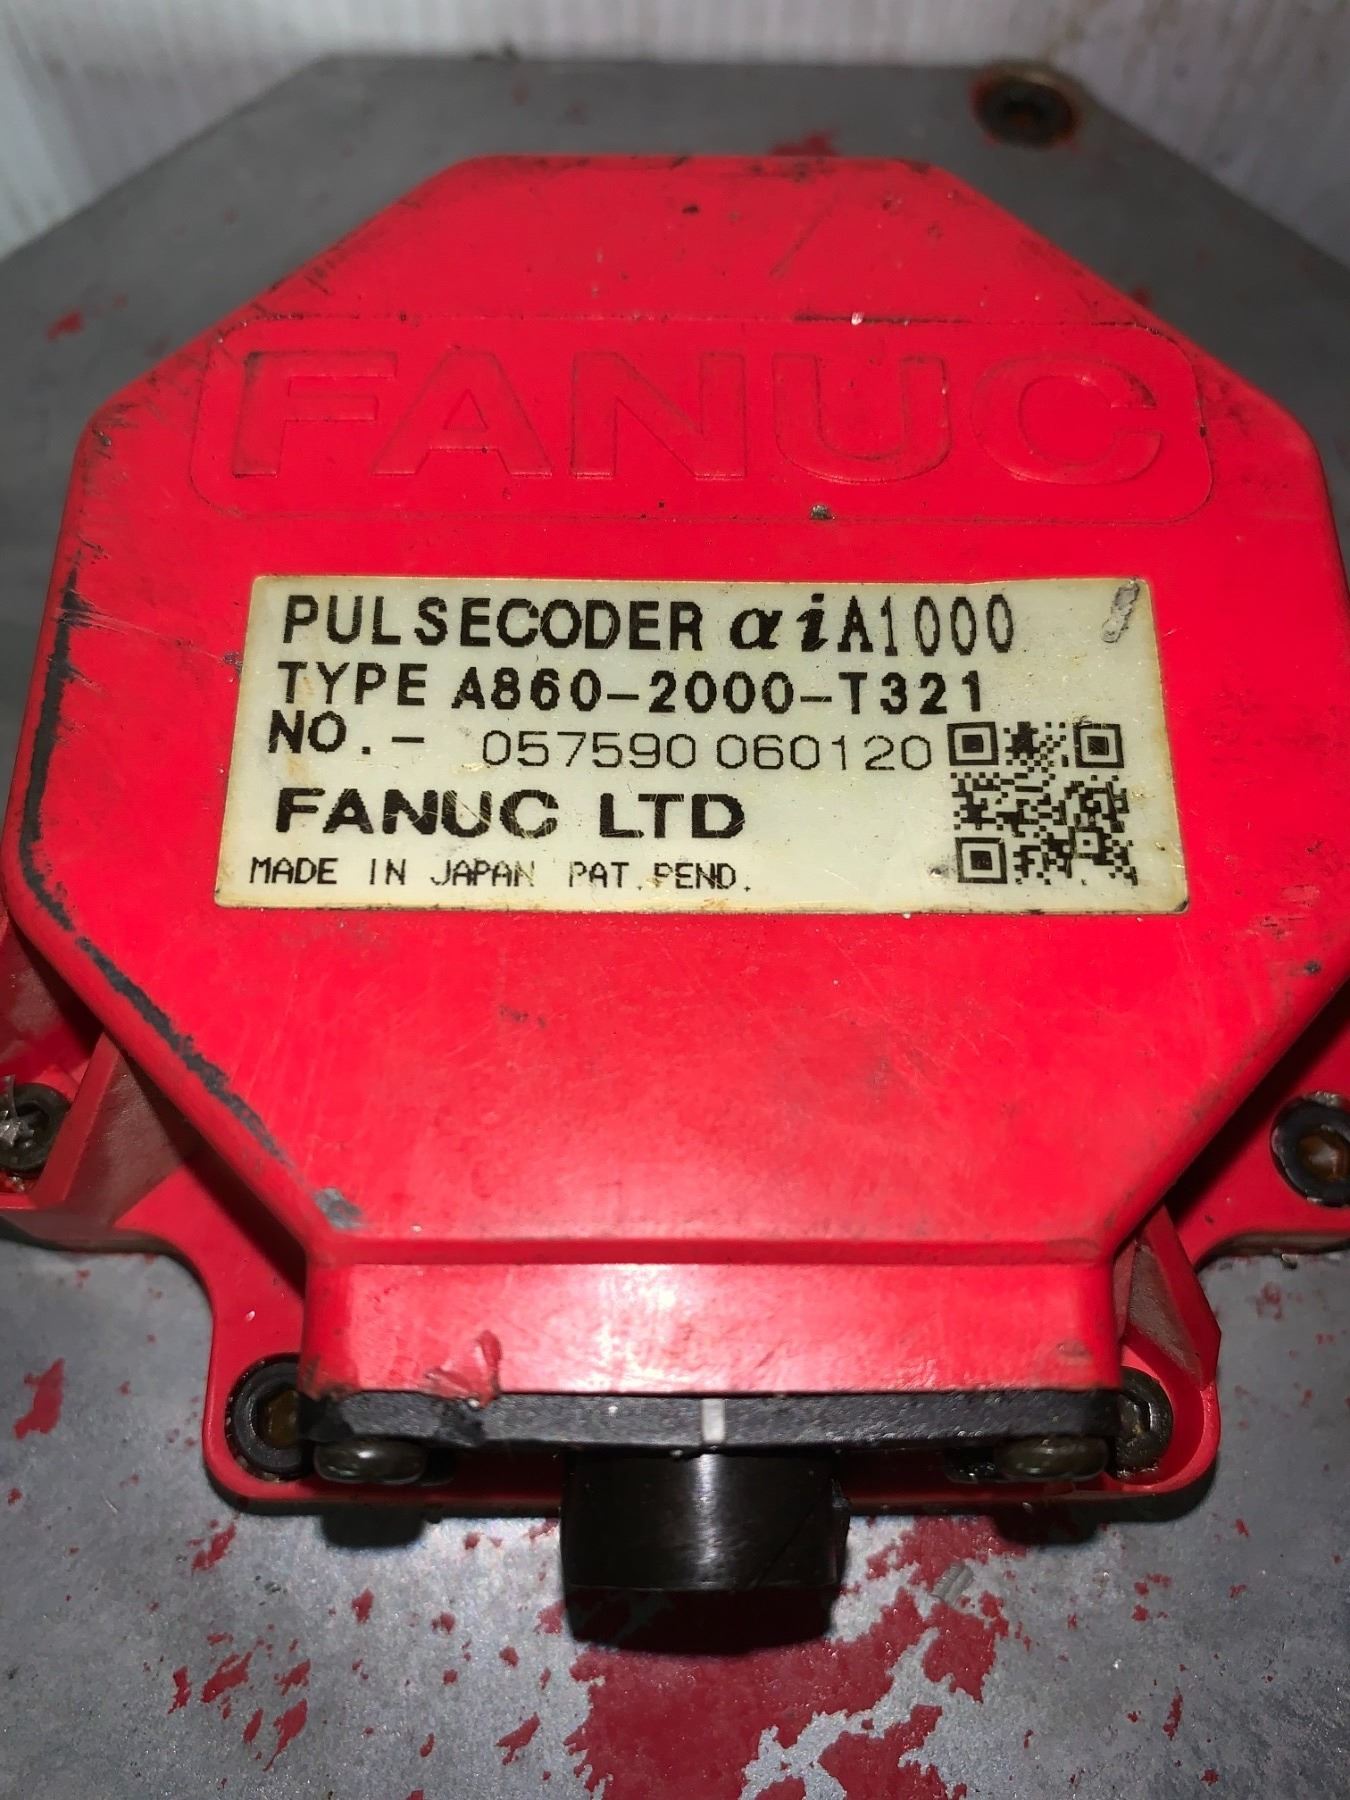 FANUC
PULSECODER αiA1000
TYPE A860-2000-T321
NO.- 057590 060120
FANUC LTD
MADE IN JAPAN PAT.PEND.